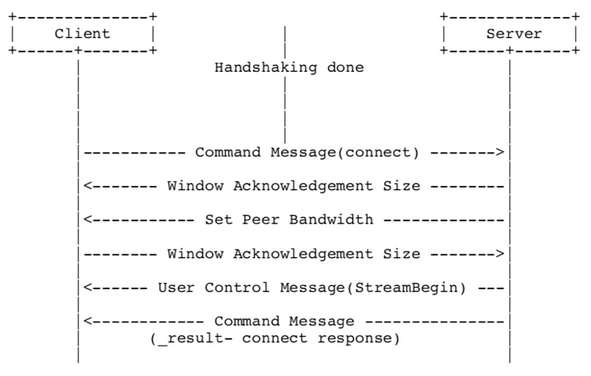 Client Server
Handshaking done
Command Message(connect)
Window Acknowledgement Size
Set Peer Bandwidth
Window Acknowledgement Size
User Control Message(StreamBegin)
Command Message
(_result- connect response)